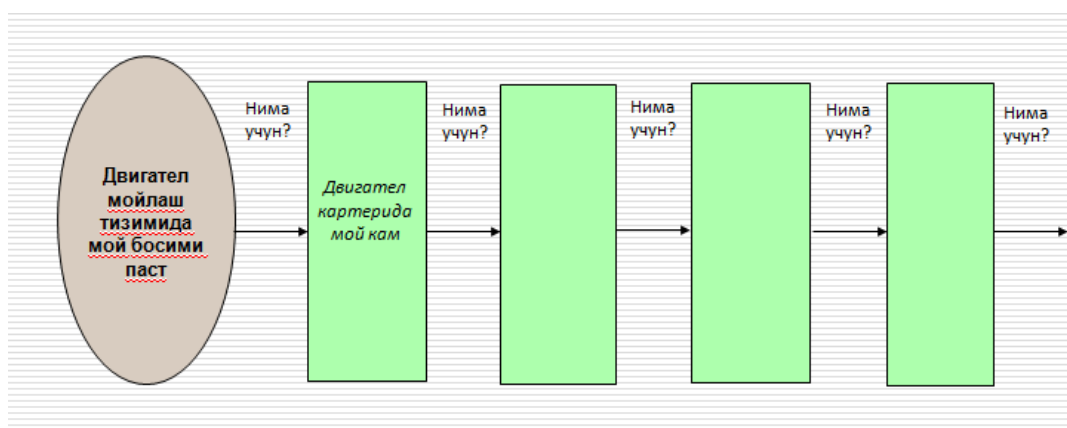 Двигател
мойлаш
тизимида
мой босими
паст
Нима
учун?
Двигател
картерида
мой кам
Нима
учун?
Нима
учун?
Нима
учун?
Нима
учун?